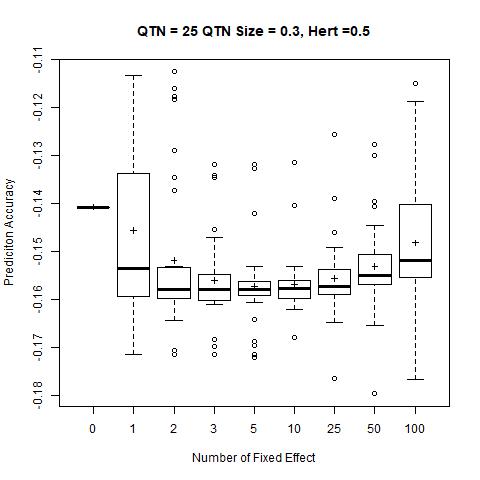 QTN = 25 QTN Size = 0.3, Hert =0.5
Prediciton Accuracy
-0.11
-0.12
-0.13
-0.14
-0.15
-0.16
-0.17
-0.18
0 1 2 3 5 10 25 50 100
Number of Fixed Effect